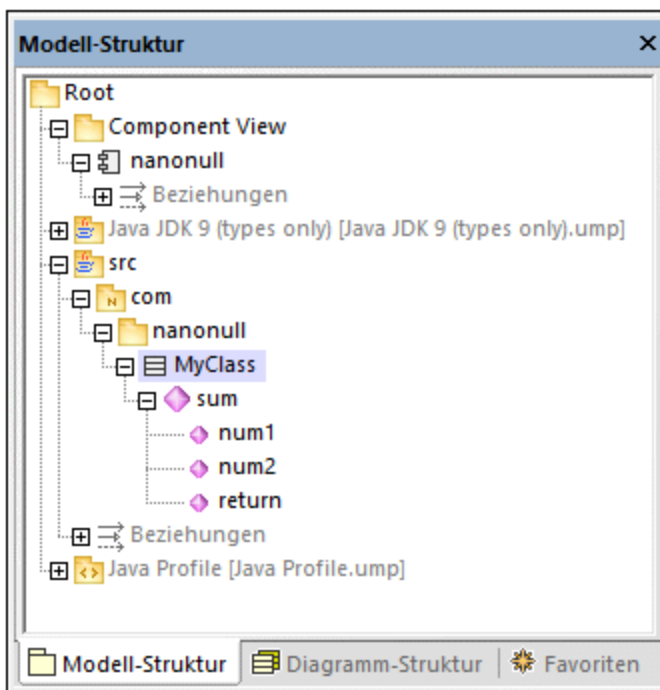 Modell-Struktur
Root
Component View
nanonull
Beziehungen
Java JDK 9 (types only) [Java JDK 9 (types only).ump]
src
com
nanonull
MyClass
sum
num1
num2
return
Beziehungen
Java Profile [Java Profile.ump]
Modell-Struktur Diagramm-Struktur Favoriten